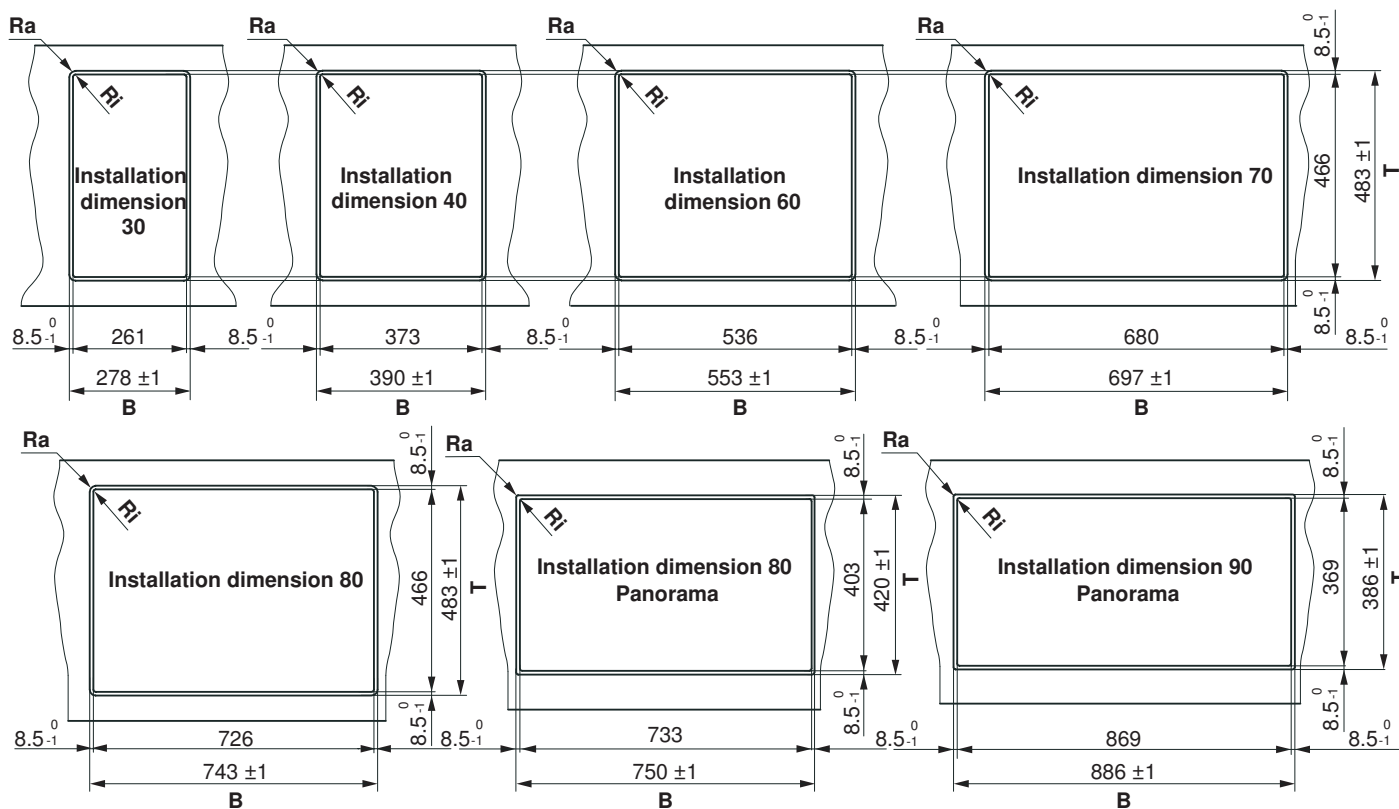 Ra
Ra
Ra
Ra
Ri
Ri
Ri
Ri
8.5 0 -1
466
483 ±1
T
8.5 0 -1
Installation
dimension
30
Installation
dimension 40
Installation
dimension 60
Installation dimension 70
8.5 0 -1
261
8.5 0 -1
373
8.5 0 -1
536
8.5 0 -1
680
8.5 0 -1
278 ±1
390 ±1
553 ±1
697 ±1
B
B
B
B
Ra
Ra
Ra
Ri
Ri
Ri
8.5 0 -1
8.5 0 -1
8.5 0 -1
Installation dimension 80
466
483 ±1
T
Installation dimension 80
Panorama
403
420 ±1
T
Installation dimension 90
Panorama
369
386 ±1
T
8.5 0 -1
8.5 0 -1
8.5 0 -1
8.5 0 -1
726
8.5 0 -1
733
8.5 0 -1
869
8.5 0 -1
743 ±1
750 ±1
886 ±1
B
B
B